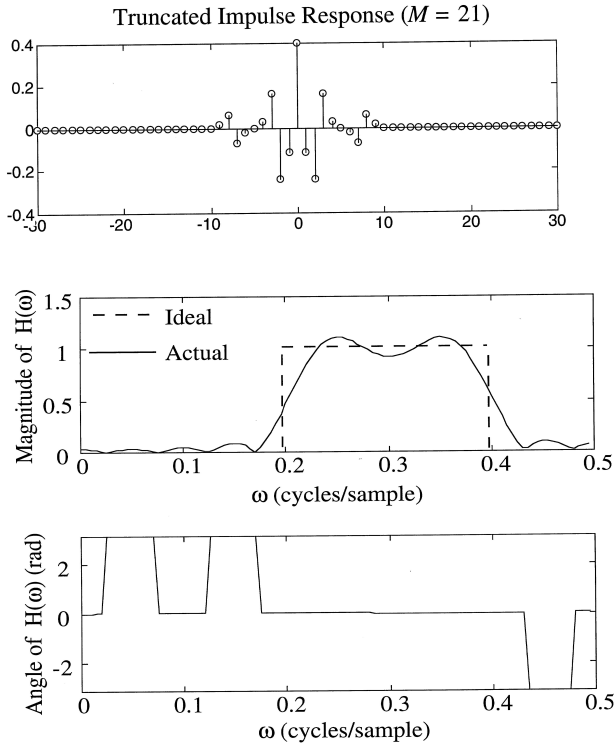 Truncated Impulse Response (M = 21)
0.4
0.2
0
-0.2
-0.4
-30 -20 -10 0 10 20 30
Magnitude of H(ω)
1.5
1
0.5
0
Ideal
Actual
0 0.1 0.2 0.3 0.4 0.5
ω (cycles/sample)
Angle of H(ω) (rad)
2
0
-2
0 0.1 0.2 0.3 0.4 0.5
ω (cycles/sample)